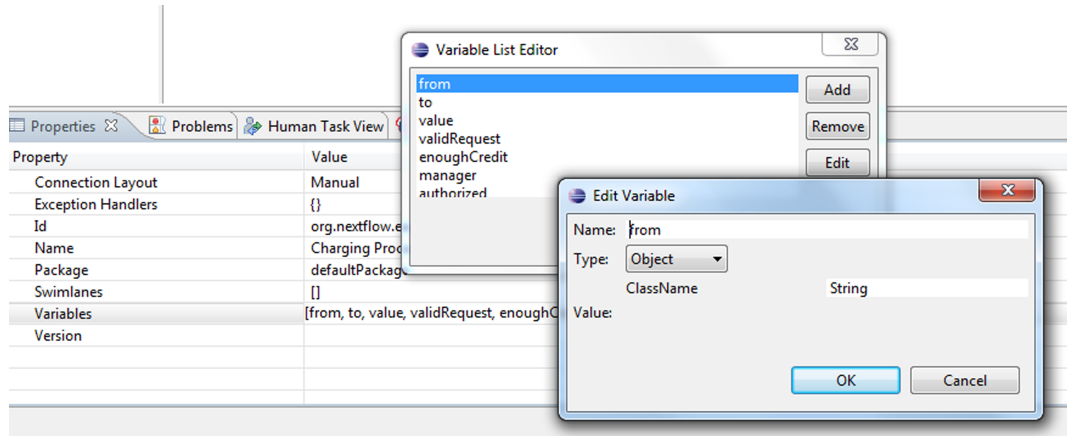 Variable List Editor
from
to
value
validRequest
enoughCredit
manager
authorized
Add
Remove
Edit
Properties
Problems
Human Task View
Property Value
Connection Layout Manual
Exception Handlers {}
Id org.nextflow.e
Name Charging Proc
Package defaultPackage
Swimlanes []
Variables [from, to, value, validRequest, enoughC
Version
Edit Variable
Name: from
Type: Object
ClassName String
Value:
OK Cancel